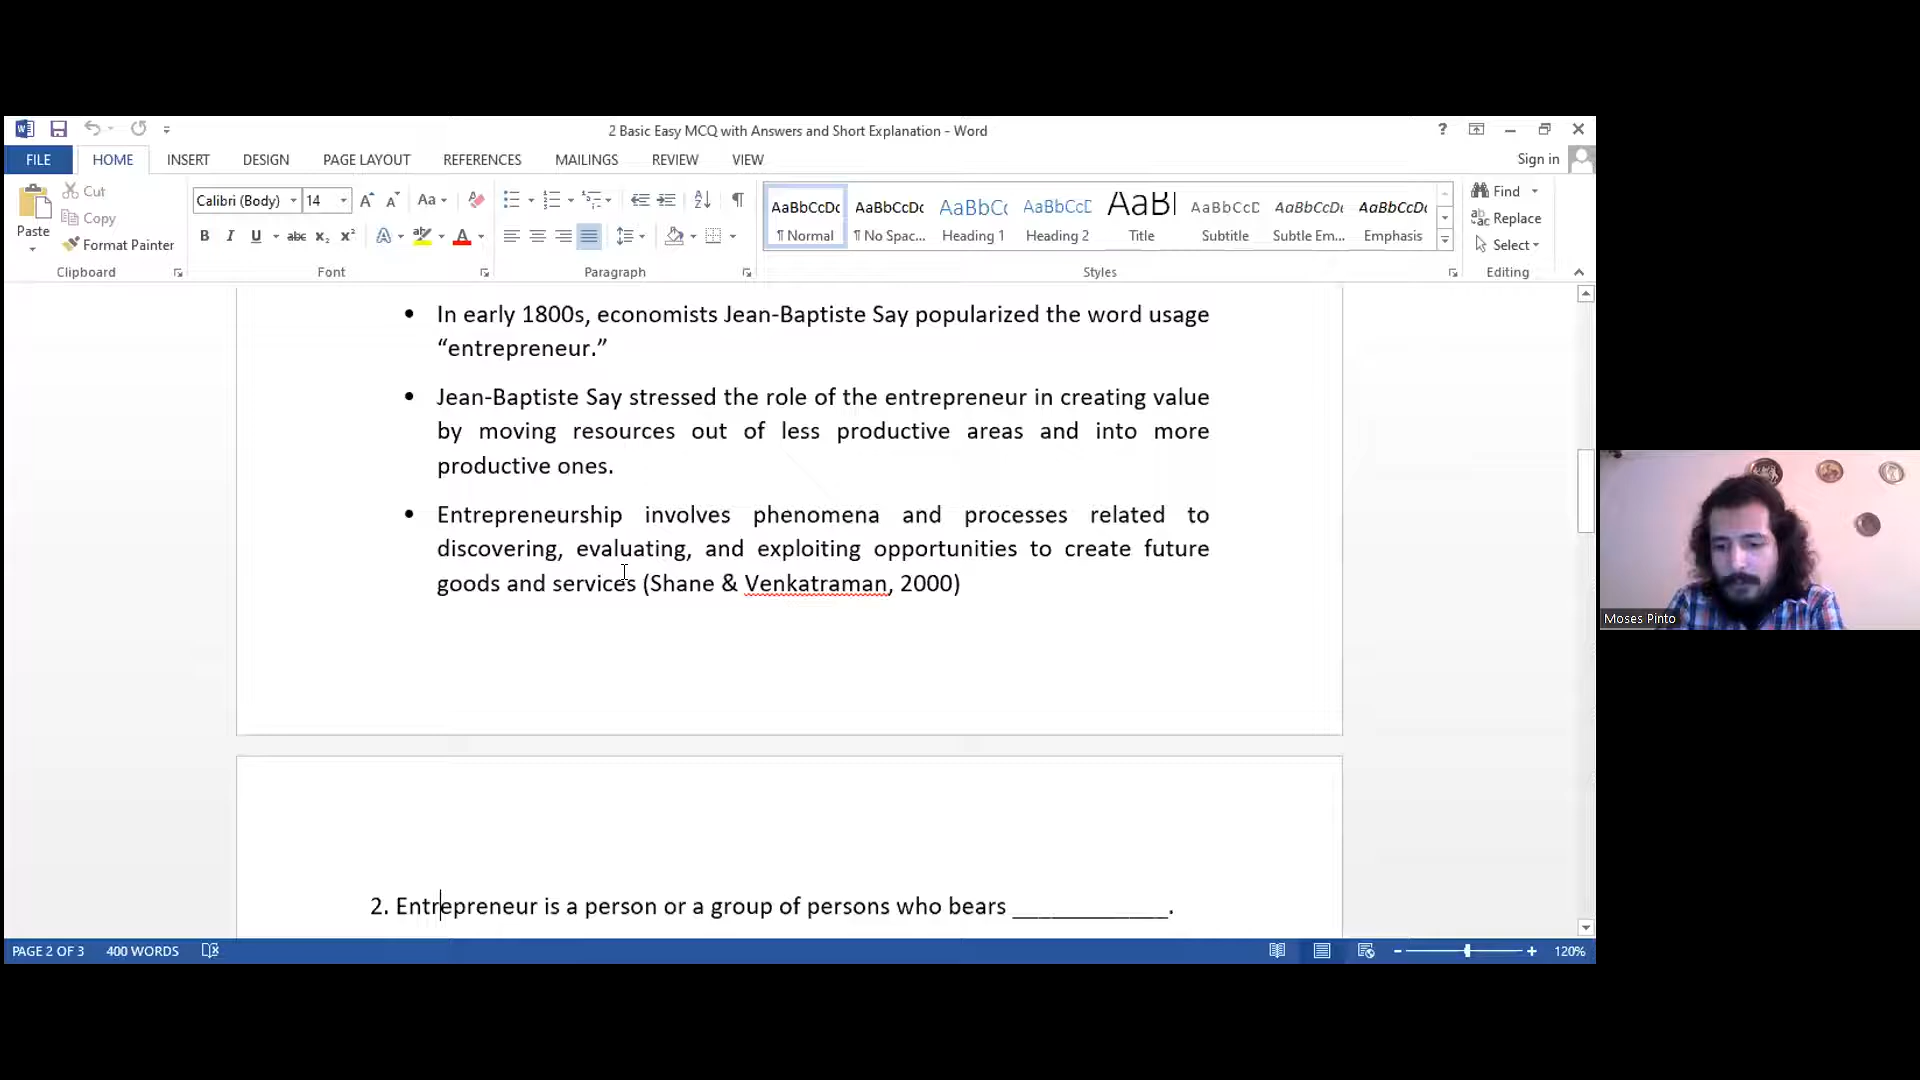 2 Basic Easy MCQ with Answers and Short Explanation - Word
?
FILE HOME INSERT DESIGN PAGE LAYOUT REFERENCES MAILINGS REVIEW VIEW
Sign in
Paste
Cut
Copy
Format Painter
Clipboard
Calibri (Body) 14
Aa
B I U abc x₂ x² A ab A
Font
Paragraph
AaBbCcDc AaBbCcDc AaBbCc AaBbCcD AaBl AaBbCcD AaBbCcDc AaBbCcDc
¶ Normal ¶ No Spac... Heading 1 Heading 2 Title Subtitle Subtle Em... Emphasis
Styles
Find
Replace
Select
Editing
• In early 1800s, economists Jean-Baptiste Say popularized the word usage
“entrepreneur.”
• Jean-Baptiste Say stressed the role of the entrepreneur in creating value
by moving resources out of less productive areas and into more
productive ones.
• Entrepreneurship involves phenomena and processes related to
discovering, evaluating, and exploiting opportunities to create future
goods and services (Shane & Venkatraman, 2000)
2. Entrepreneur is a person or a group of persons who bears ____________.
PAGE 2 OF 3 400 WORDS
120%
Moses Pinto